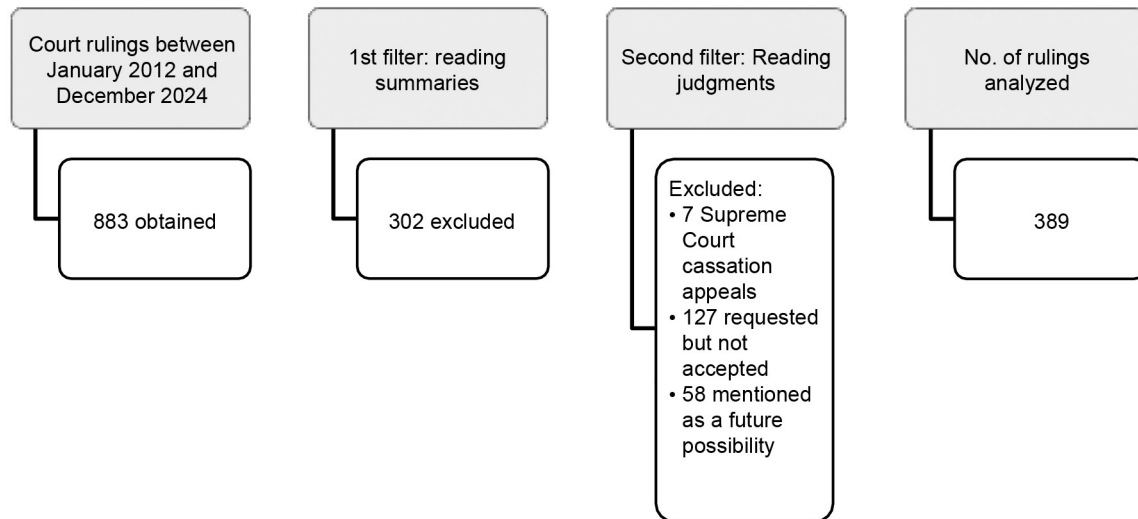 Court rulings between
January 2012 and
December 2024
883 obtained
1st filter: reading
summaries
302 excluded
Second filter: Reading
judgments
Excluded:
• 7 Supreme
Court
cassation
appeals
• 127 requested
but not
accepted
• 58 mentioned
as a future
possibility
No. of rulings
analyzed
389